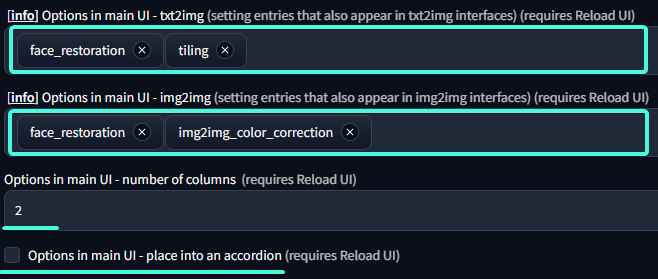 [info] Options in main UI - txt2img (setting entries that also appear in txt2img interfaces) (requires Reload UI)
face_restoration × tiling ×
[info] Options in main UI - img2img (setting entries that also appear in img2img interfaces) (requires Reload UI)
face_restoration × img2img_color_correction ×
Options in main UI - number of columns (requires Reload UI)
2
Options in main UI - place into an accordion (requires Reload UI)